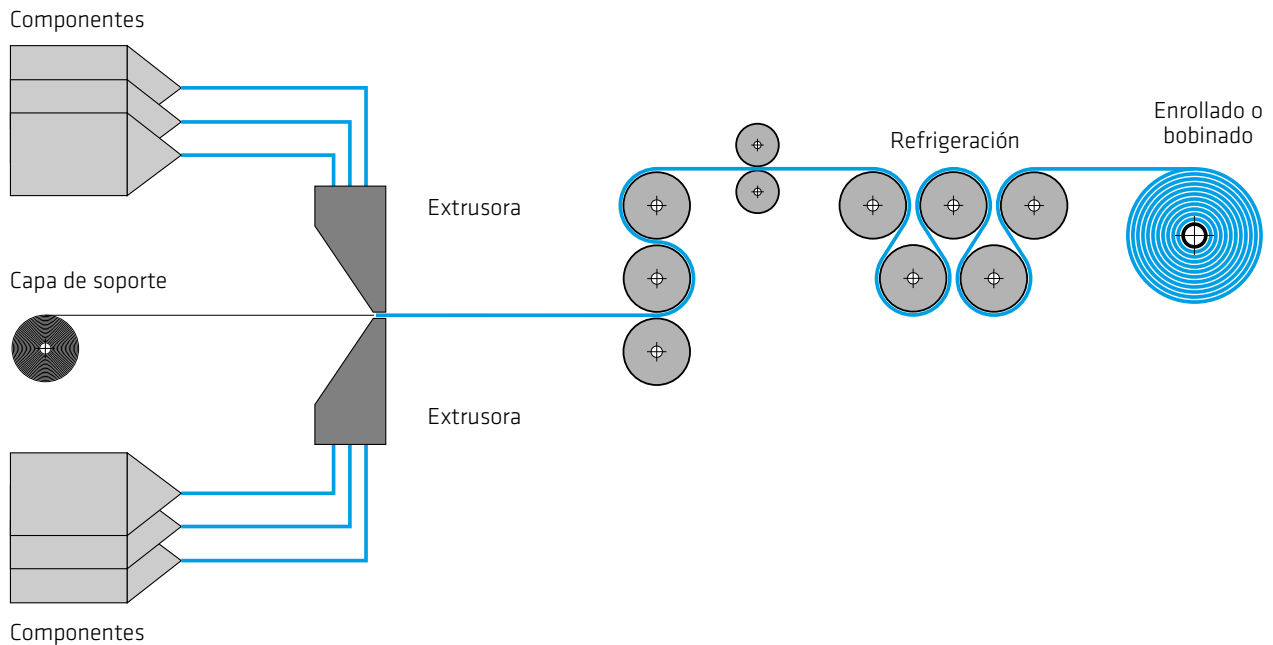 Componentes
Enrollado o
bobinado
Refrigeración
Extrusora
Capa de soporte
Extrusora
Componentes